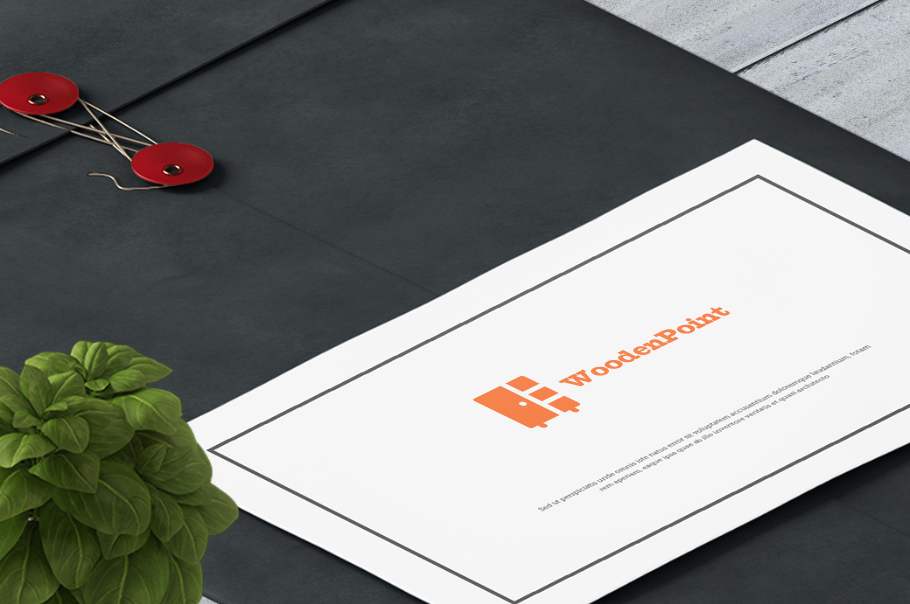 WoodenPoint
Sed ut perspiciatis unde omnis iste natus error sit voluptatem accusantium doloremque laudantium, totam
rem aperiam, eaque ipsa quae ab illo inventore veritatis et quasi architecto